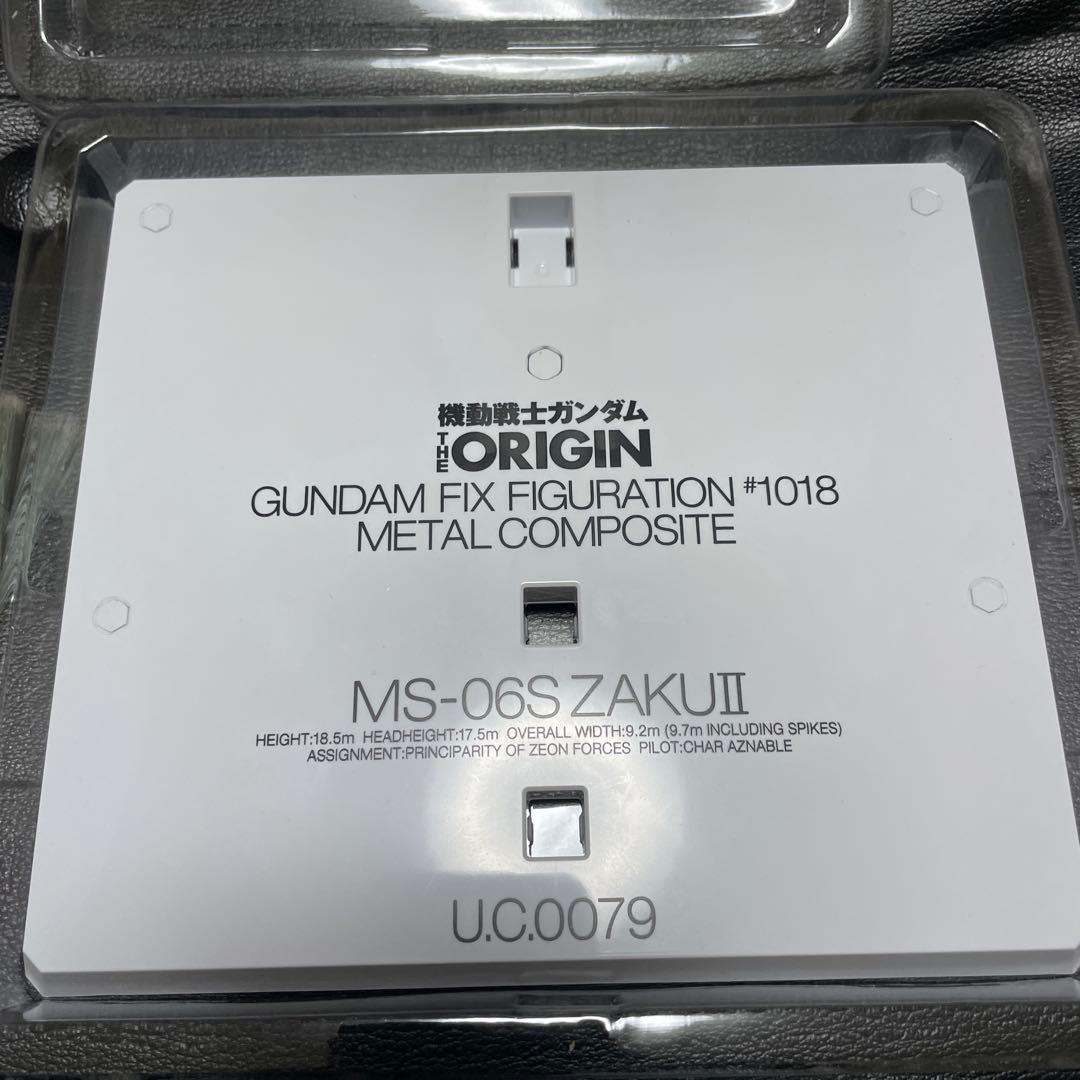 機動戦士ガンダム
THE ORIGIN
GUNDAM FIX FIGURATION #1018
METAL COMPOSITE
MS-06S ZAKUⅡ
HEIGHT:18.5m HEADHEIGHT:17.5m OVERALL WIDTH:9.2m (9.7m INCLUDING SPIKES)
ASSIGNMENT:PRINCIPARITY OF ZEON FORCES PILOT:CHAR AZNABLE
U.C.0079